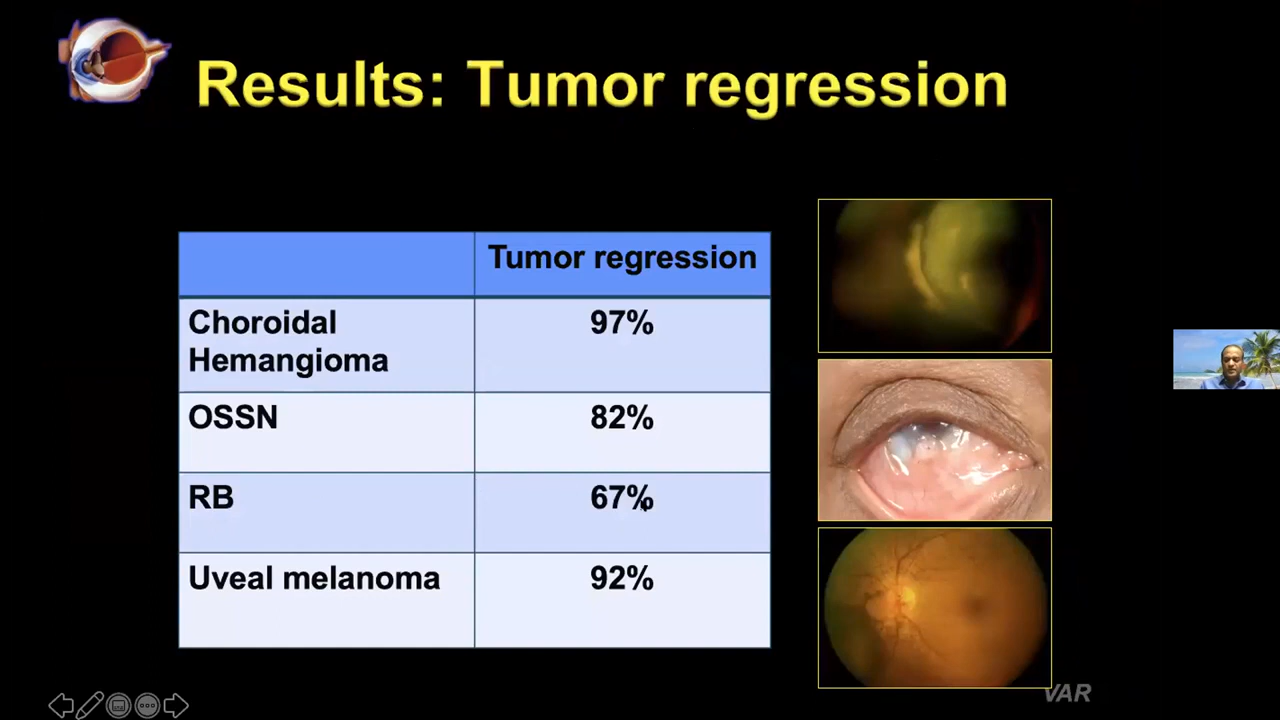 Results: Tumor regression
Tumor regression
Choroidal
Hemangioma
97%
OSSN
82%
RB
67%
Uveal melanoma
92%
VAR